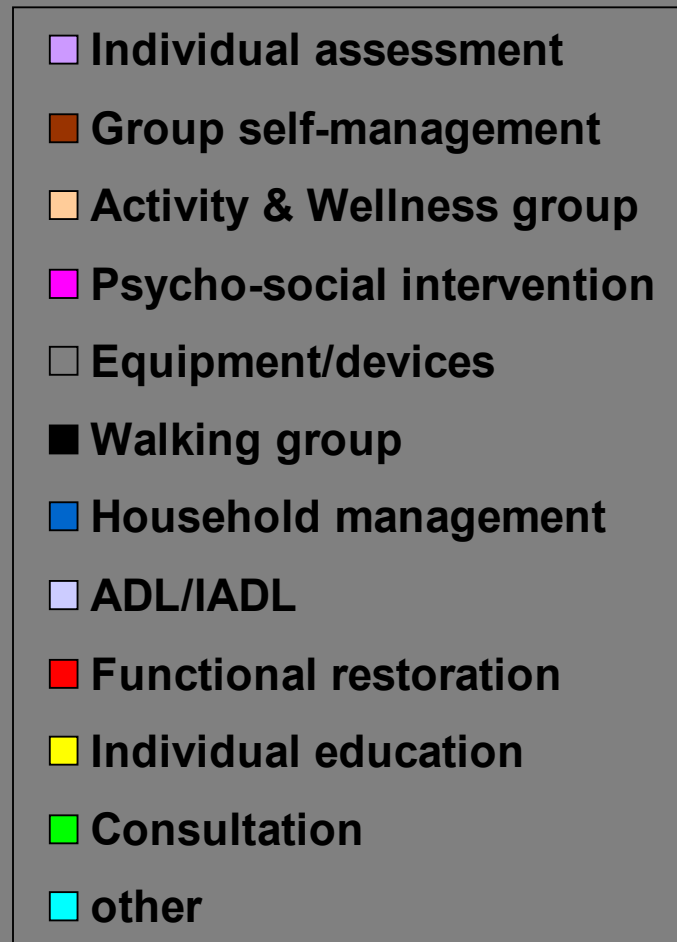 Individual assessment
Group self-management
Activity & Wellness group
Psycho-social intervention
Equipment/devices
Walking group
Household management
ADL/IADL
Functional restoration
Individual education
Consultation
other